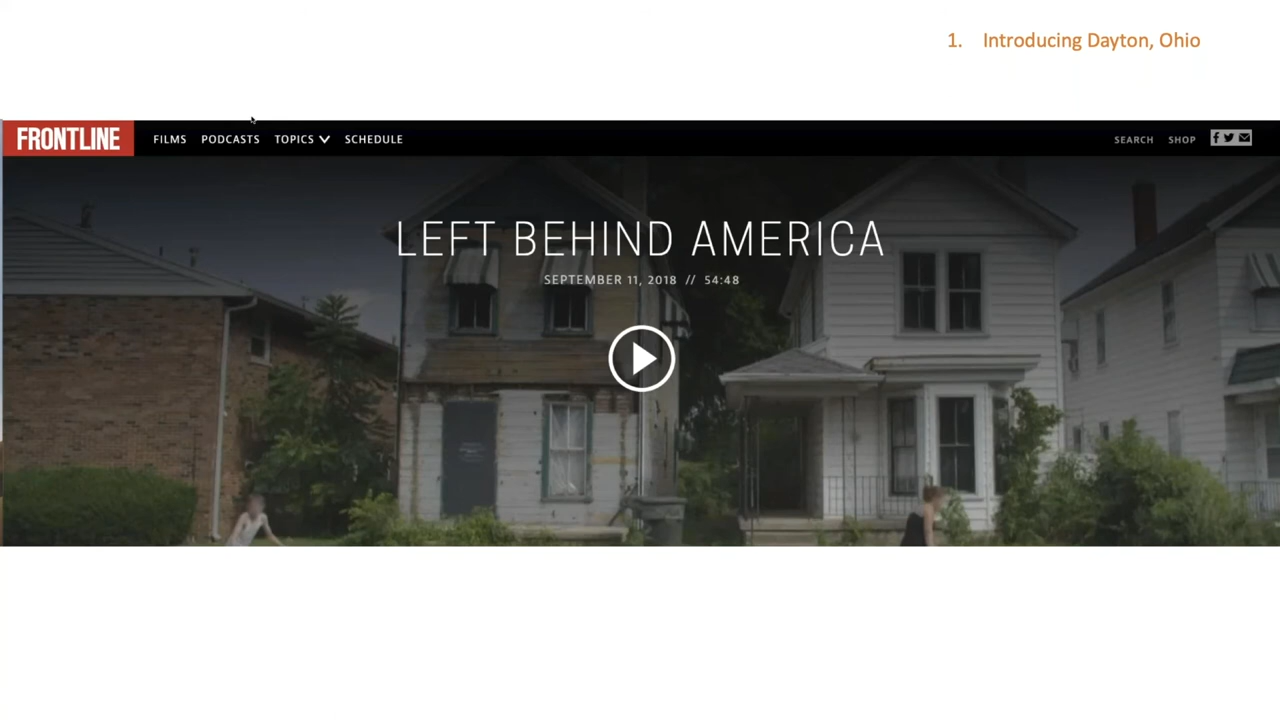 1. Introducing Dayton, Ohio
FRONTLINE FILMS PODCASTS TOPICS SCHEDULE SEARCH SHOP
LEFT BEHIND AMERICA
SEPTEMBER 11, 2018 // 54:48